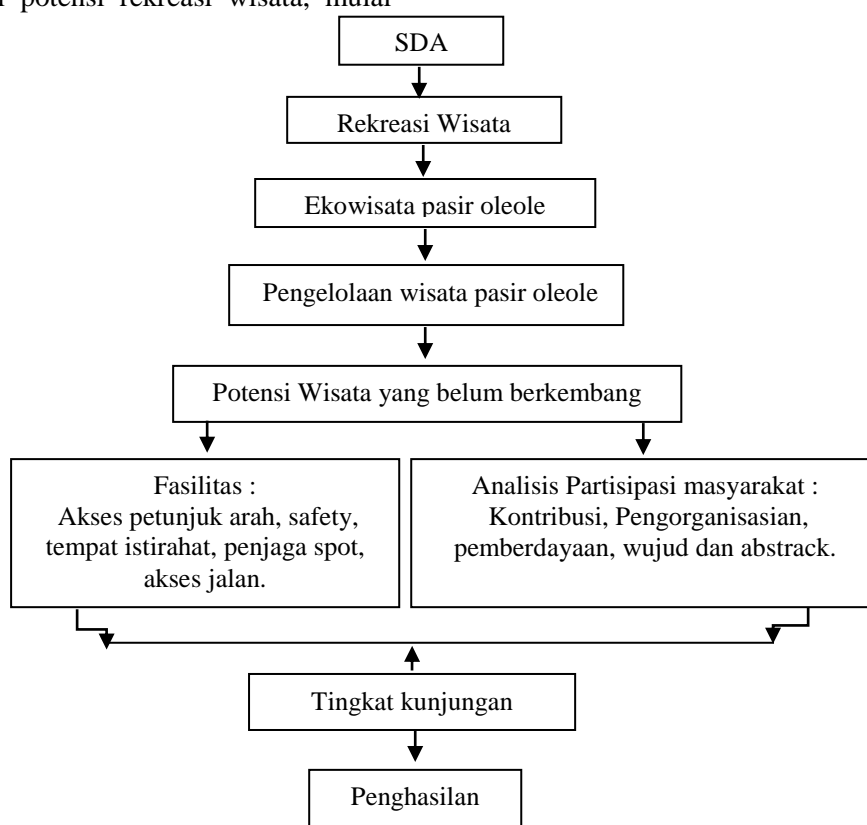 potensi rekreasi wisata, mulai
SDA
Rekreasi Wisata
Ekowisata pasir oleole
Pengelolaan wisata pasir oleole
Potensi Wisata yang belum berkembang
Fasilitas :
Akses petunjuk arah, safety,
tempat istirahat, penjaga spot,
akses jalan.
Analisis Partisipasi masyarakat :
Kontribusi, Pengorganisasian,
pemberdayaan, wujud dan abstrack.
Tingkat kunjungan
Penghasilan